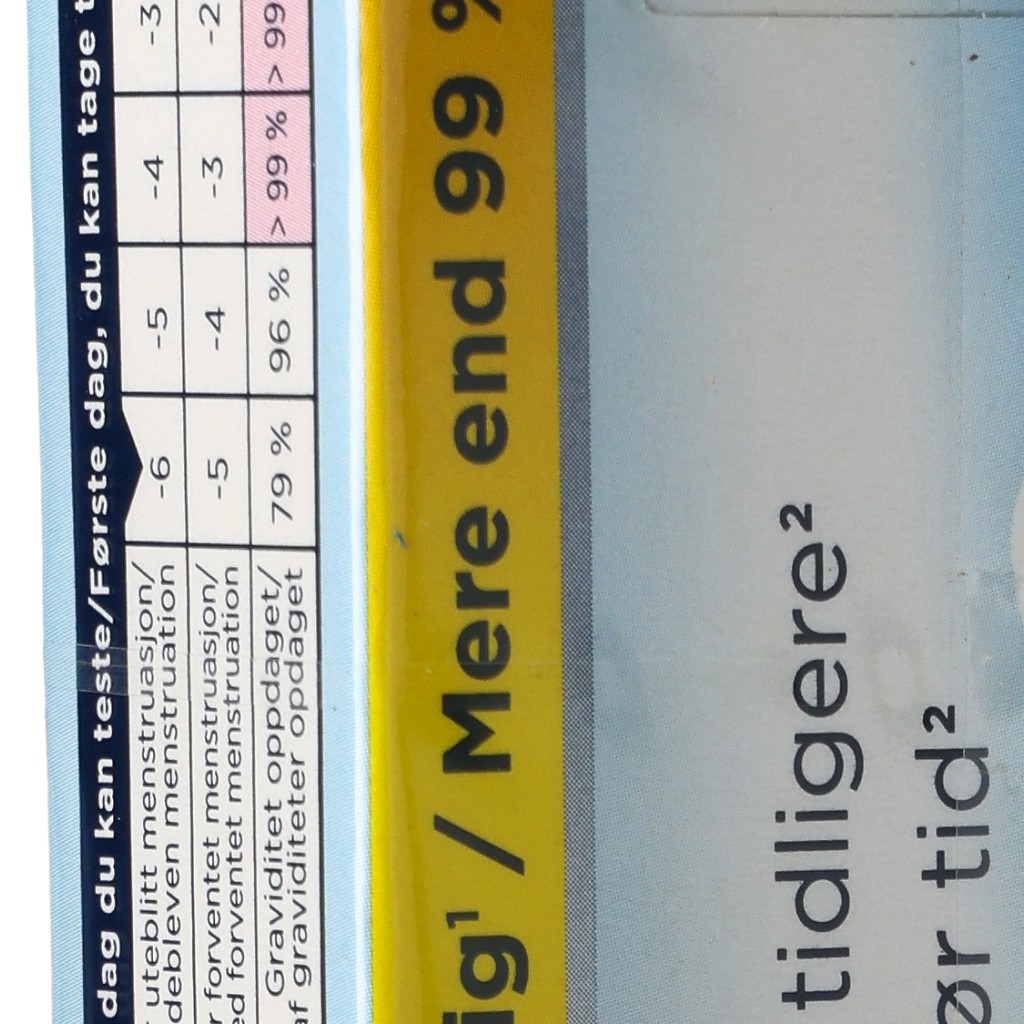 dag du kan teste/Første dag, du kan tage
uteblitt menstruasjon/
debleven menstruation
-6 -5 -4 -3
forventet menstruasjon/
ed forventet menstruation
-5 -4 -3 -2
Graviditet oppdaget/
af graviditeter opdaget
79 % 96 % > 99 % > 99
ig¹ / Mere end 99 %
tidligere²
ør tid²